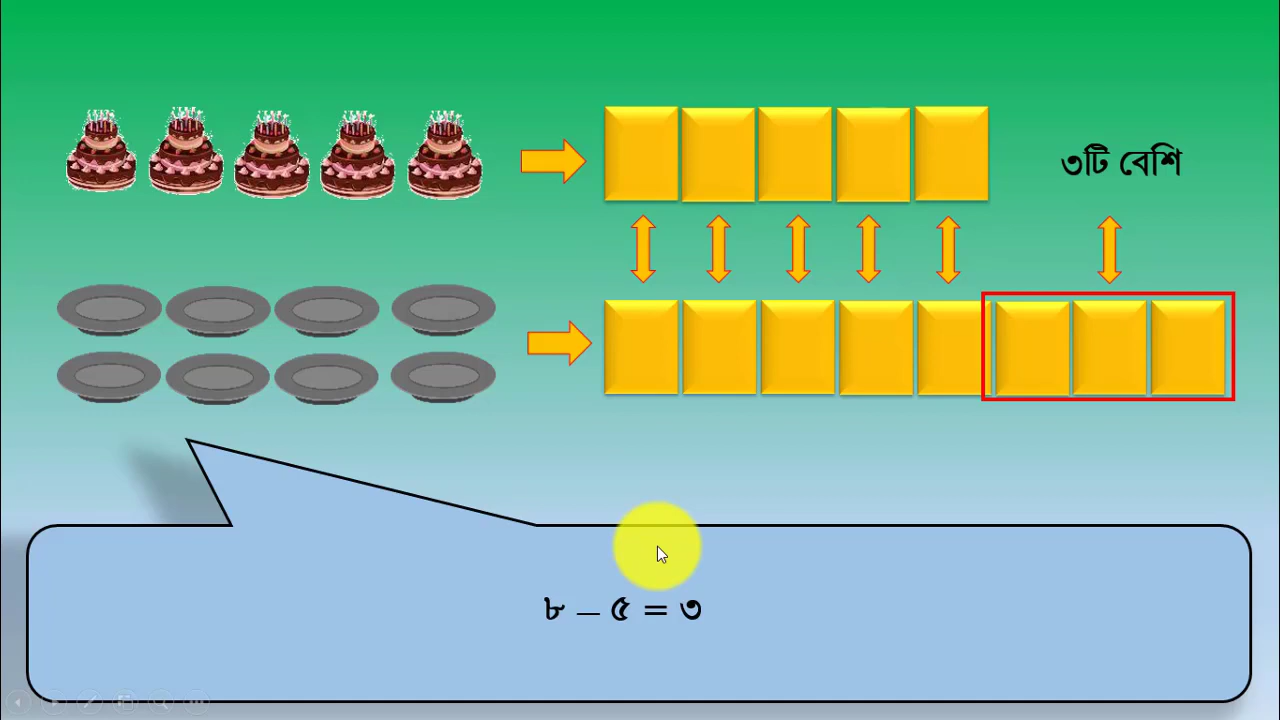 ৩টি বেশি
৮ – ৫ = ৩